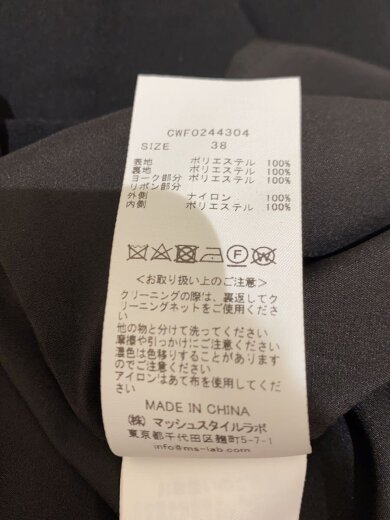 CWFO244304
SIZE 38
表地 ポリエステル 100%
裏地 ポリエステル 100%
ヨーク部分 ポリエステル 100%
リボン部分
外側 ナイロン 100%
内側 ポリエステル 100%
F W
<お取り扱い上のご注意>
クリーニングの際は、裏返してク
リーニングネットをご使用くださ
い
他の物と分けて洗ってください
摩擦や引っかけにご注意ください
濃色は色移りすることがあります
のでご注意ください
アイロンはあて布を使用してくだ
さい
MADE IN CHINA
(株) マッシュスタイルラボ
東京都千代田区麹町5-7-1
info@ms-lab.com